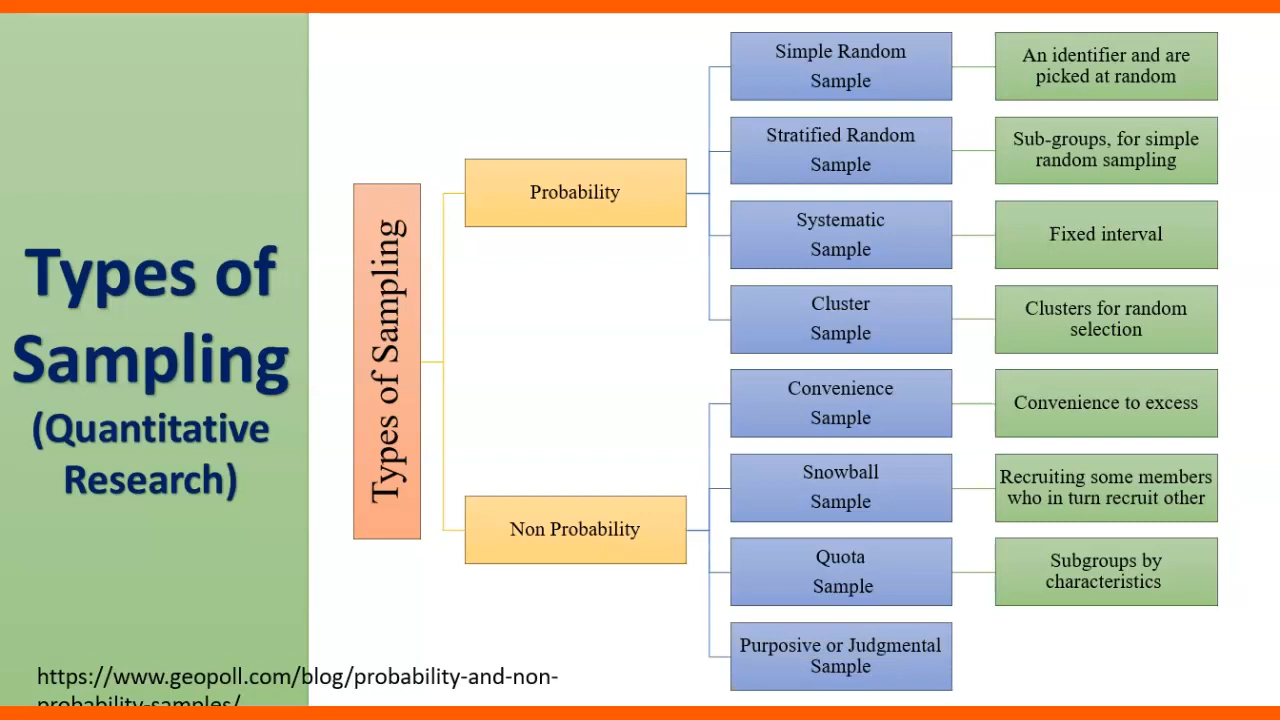 Types of
Sampling
(Quantitative
Research)
https://www.geopoll.com/blog/probability-and-non-
probability-samples/
Types of Sampling
Probability
Simple Random
Sample
An identifier and are
picked at random
Stratified Random
Sample
Sub-groups, for simple
random sampling
Systematic
Sample
Fixed interval
Cluster
Sample
Clusters for random
selection
Non Probability
Convenience
Sample
Convenience to excess
Snowball
Sample
Recruiting some members
who in turn recruit other
Quota
Sample
Subgroups by
characteristics
Purposive or Judgmental
Sample